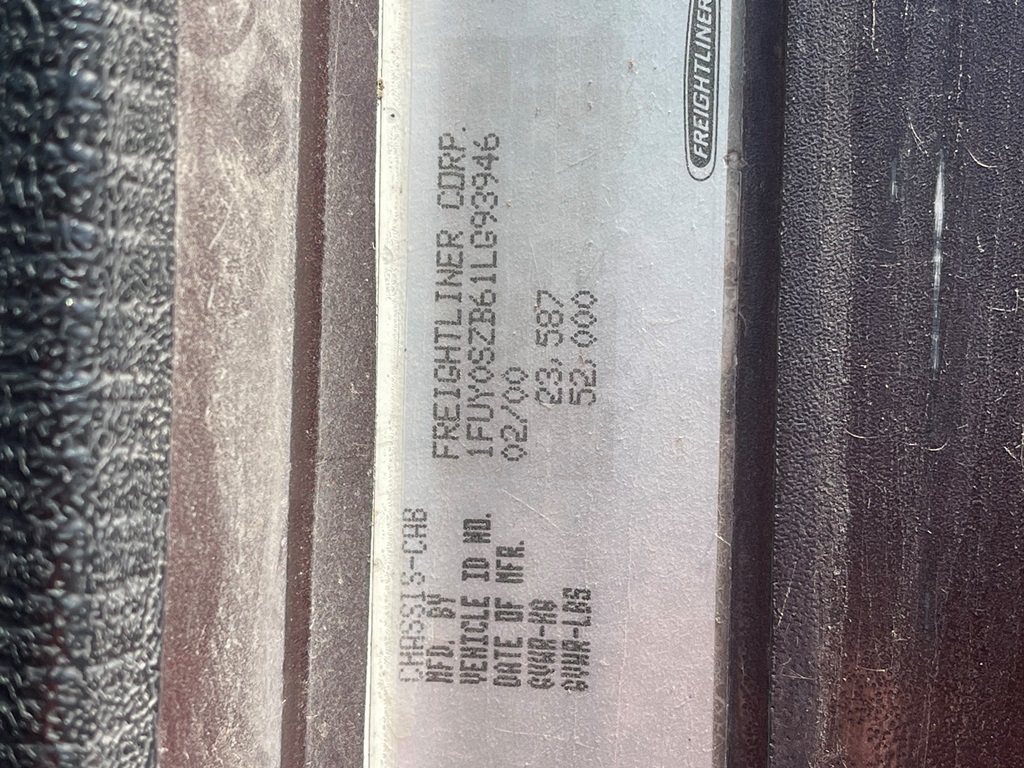 CHASSIS-CAB
MFD. BY FREIGHTLINER CORP.
VEHICLE ID NO. 1FUY0SZB61LG93946
DATE OF MFR. 02/00
GVWR-KG 23,587
GVWR-LBS 52,000
FREIGHTLINER